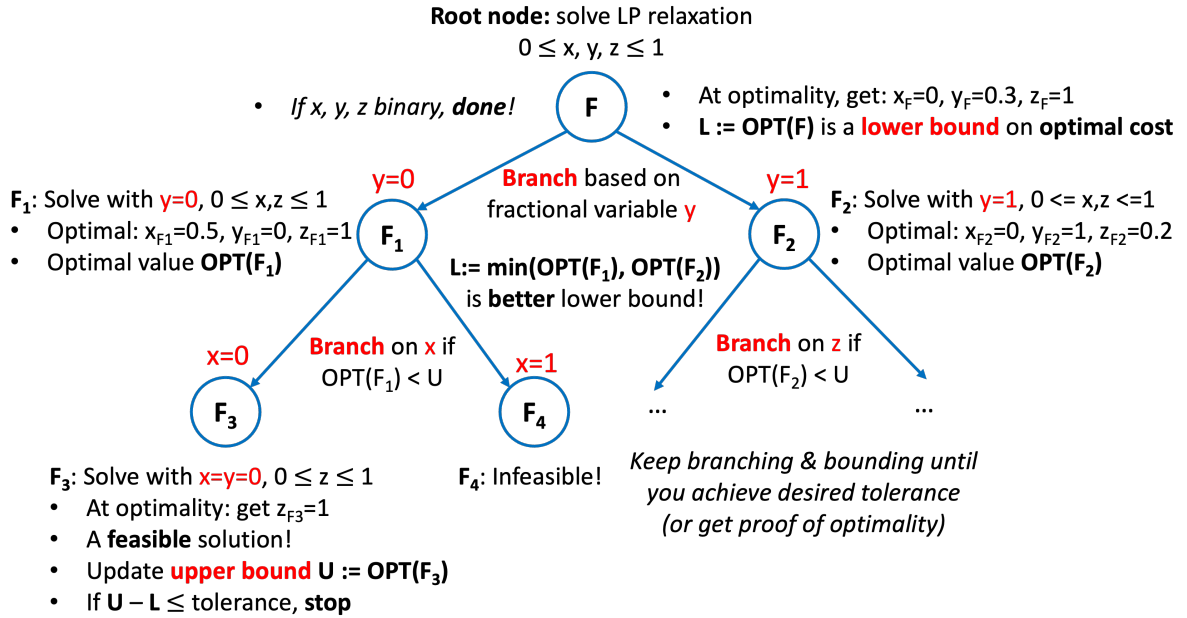 Root node: solve LP relaxation
0 ≤ x, y, z ≤ 1
• If x, y, z binary, done!
F
• At optimality, get: xF=0, yF=0.3, zF=1
• L := OPT(F) is a lower bound on optimal cost
y=0
Branch based on
fractional variable y
y=1
F1: Solve with y=0, 0 ≤ x,z ≤ 1
• Optimal: xF1=0.5, yF1=0, zF1=1
• Optimal value OPT(F1)
F1
L:= min(OPT(F1), OPT(F2))
is better lower bound!
F2
F2: Solve with y=1, 0 <= x,z <=1
• Optimal: xF2=0, yF2=1, zF2=0.2
• Optimal value OPT(F2)
x=0
Branch on x if
OPT(F1) < U
x=1
Branch on z if
OPT(F2) < U
F3
F4
...
...
F3: Solve with x=y=0, 0 ≤ z ≤ 1
• At optimality: get zF3=1
• A feasible solution!
• Update upper bound U := OPT(F3)
• If U – L ≤ tolerance, stop
F4: Infeasible!
Keep branching & bounding until
you achieve desired tolerance
(or get proof of optimality)